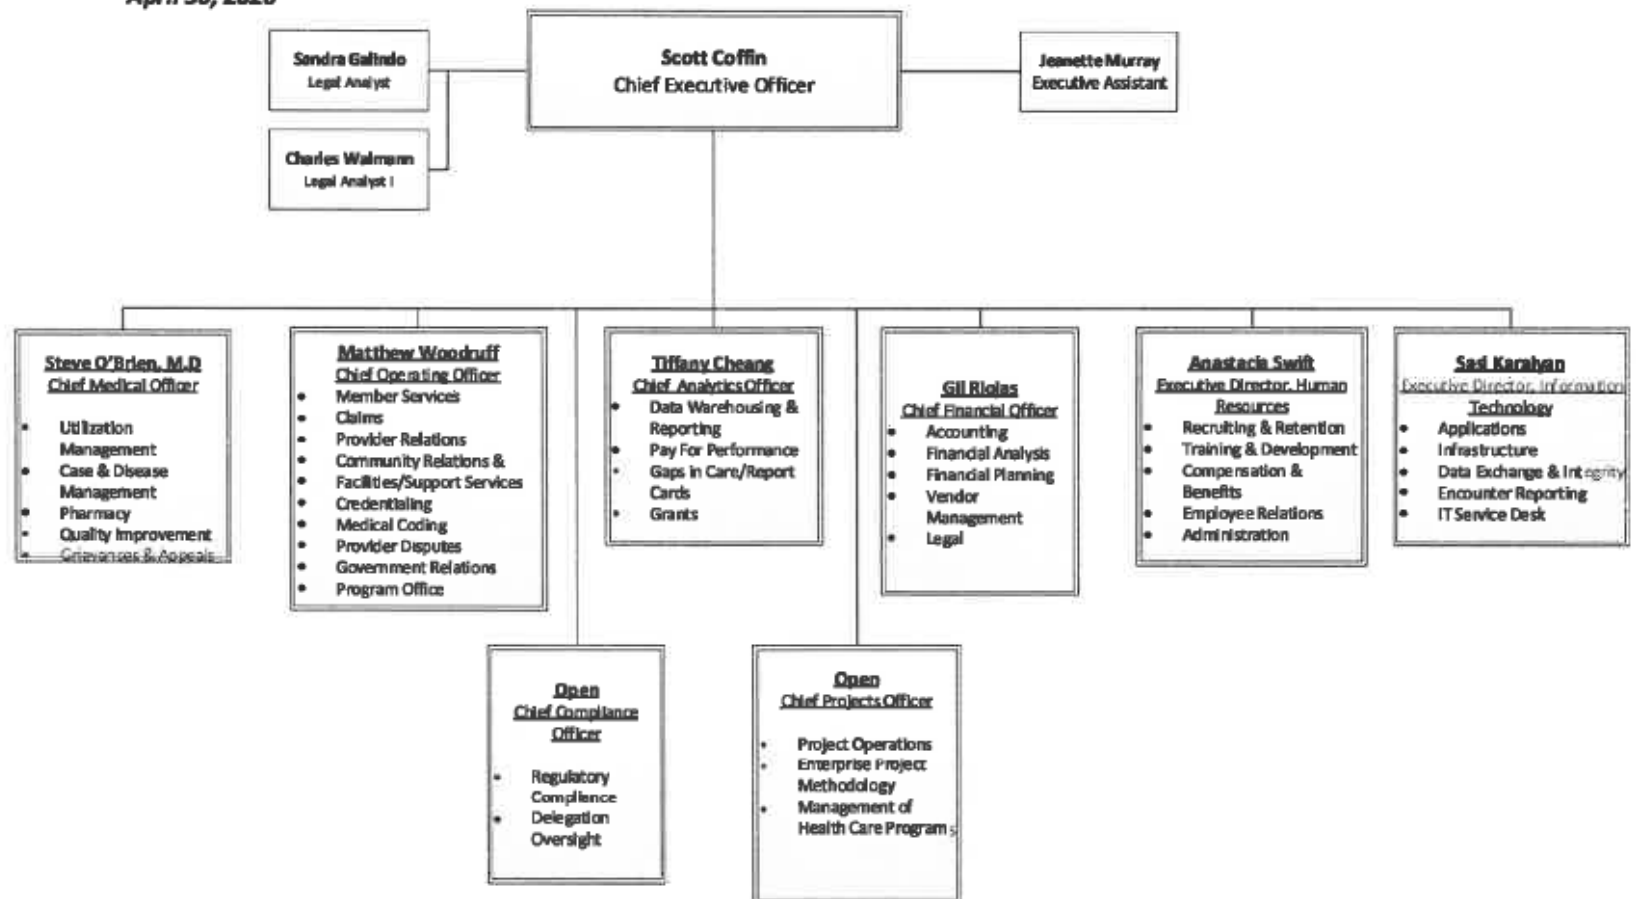 April 30, 2020
Sandra Galindo
Legal Analyst
Scott Coffin
Chief Executive Officer
Jeanette Murray
Executive Assistant
Charles Walmann
Legal Analyst I
Steve O'Brien, M.D
Chief Medical Officer
• Utilization
Management
• Case & Disease
Management
• Pharmacy
• Quality Improvement
• Grievances & Appeals
Matthew Woodruff
Chief Operating Officer
• Member Services
• Claims
• Provider Relations
• Community Relations &
• Facilities/Support Services
• Credentialing
• Medical Coding
• Provider Disputes
• Government Relations
• Program Office
Tiffany Cheang
Chief Analytics Officer
• Data Warehousing &
Reporting
• Pay For Performance
• Gaps in Care/Report
Cards
• Grants
Gil Riojas
Chief Financial Officer
• Accounting
• Financial Analysis
• Financial Planning
• Vendor
Management
• Legal
Anastacia Swift
Executive Director, Human
Resources
• Recruiting & Retention
• Training & Development
• Compensation &
Benefits
• Employee Relations
• Administration
Sasi Karaiyan
Executive Director, Information
Technology
• Applications
• Infrastructure
• Data Exchange & Integrity
• Encounter Reporting
• IT Service Desk
Open
Chief Compliance
Officer
• Regulatory
Compliance
• Delegation
Oversight
Open
Chief Projects Officer
• Project Operations
• Enterprise Project
Methodology
• Management of
Health Care Programs